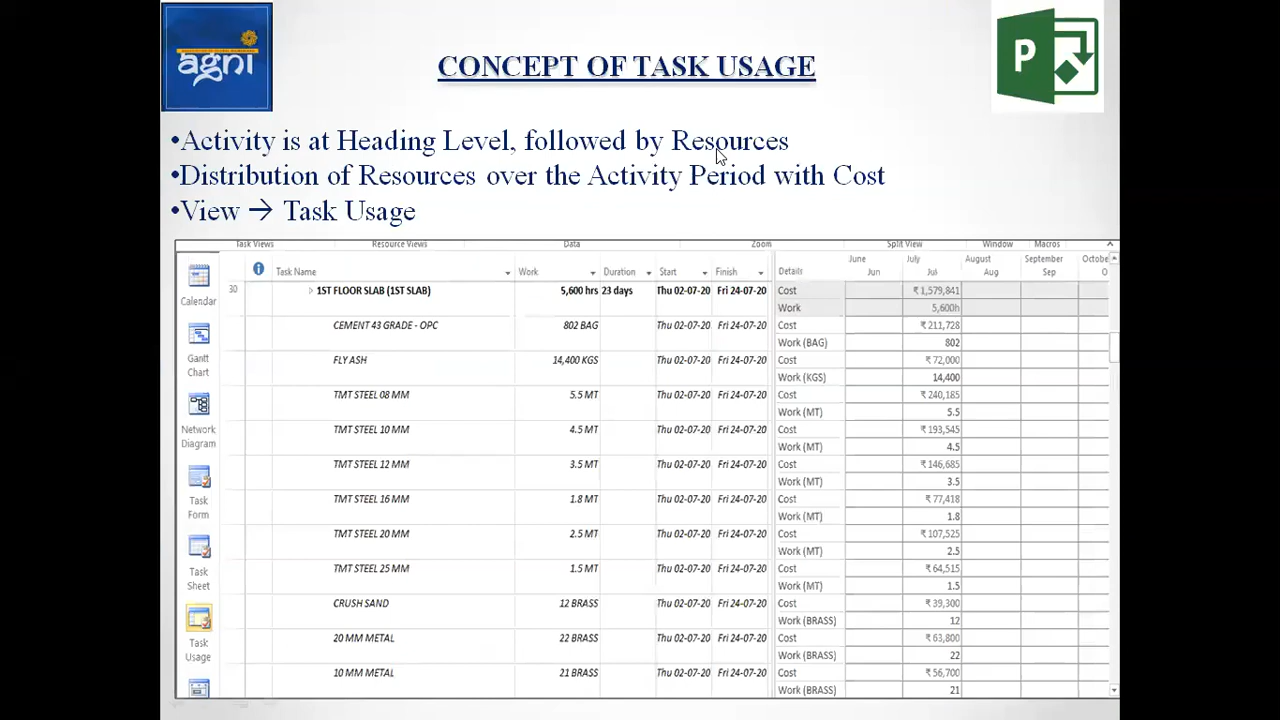 agni
CONCEPT OF TASK USAGE
P
•Activity is at Heading Level, followed by Resources
•Distribution of Resources over the Activity Period with Cost
•View → Task Usage
Task Views Resource Views Data Zoom Split View Window Macros
Calendar
Gantt
Chart
Network
Diagram
Task
Form
Task
Sheet
Task
Usage
Task Name Work Duration Start Finish Details
June July August September Octobe
Jun Jul Aug Sep O
30 1ST FLOOR SLAB (1ST SLAB) 5,600 hrs 23 days Thu 02-07-20 Fri 24-07-20 Cost ₹ 1,579,841
Work 5,600h
CEMENT 43 GRADE - OPC 802 BAG Thu 02-07-20 Fri 24-07-20 Cost ₹ 211,728
Work (BAG) 802
FLY ASH 14,400 KGS Thu 02-07-20 Fri 24-07-20 Cost ₹ 72,000
Work (KGS) 14,400
TMT STEEL 08 MM 5.5 MT Thu 02-07-20 Fri 24-07-20 Cost ₹ 240,185
Work (MT) 5.5
TMT STEEL 10 MM 4.5 MT Thu 02-07-20 Fri 24-07-20 Cost ₹ 193,545
Work (MT) 4.5
TMT STEEL 12 MM 3.5 MT Thu 02-07-20 Fri 24-07-20 Cost ₹ 146,685
Work (MT) 3.5
TMT STEEL 16 MM 1.8 MT Thu 02-07-20 Fri 24-07-20 Cost ₹ 77,418
Work (MT) 1.8
TMT STEEL 20 MM 2.5 MT Thu 02-07-20 Fri 24-07-20 Cost ₹ 107,525
Work (MT) 2.5
TMT STEEL 25 MM 1.5 MT Thu 02-07-20 Fri 24-07-20 Cost ₹ 64,515
Work (MT) 1.5
CRUSH SAND 12 BRASS Thu 02-07-20 Fri 24-07-20 Cost ₹ 39,300
Work (BRASS) 12
20 MM METAL 22 BRASS Thu 02-07-20 Fri 24-07-20 Cost ₹ 63,800
Work (BRASS) 22
10 MM METAL 21 BRASS Thu 02-07-20 Fri 24-07-20 Cost ₹ 56,700
Work (BRASS) 21